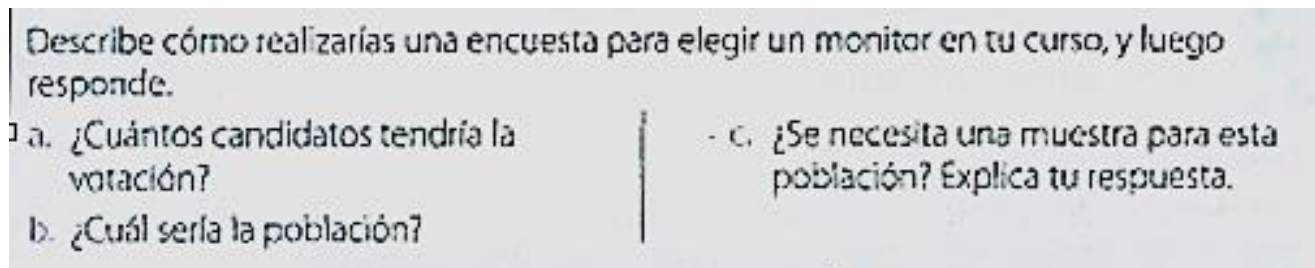 Describe cómo realizarías una encuesta para elegir un monitor en tu curso, y luego
responde.
a. ¿Cuántos candidatos tendría la
votación?
b. ¿Cuál sería la población?
c. ¿Se necesita una muestra para esta
población? Explica tu respuesta.